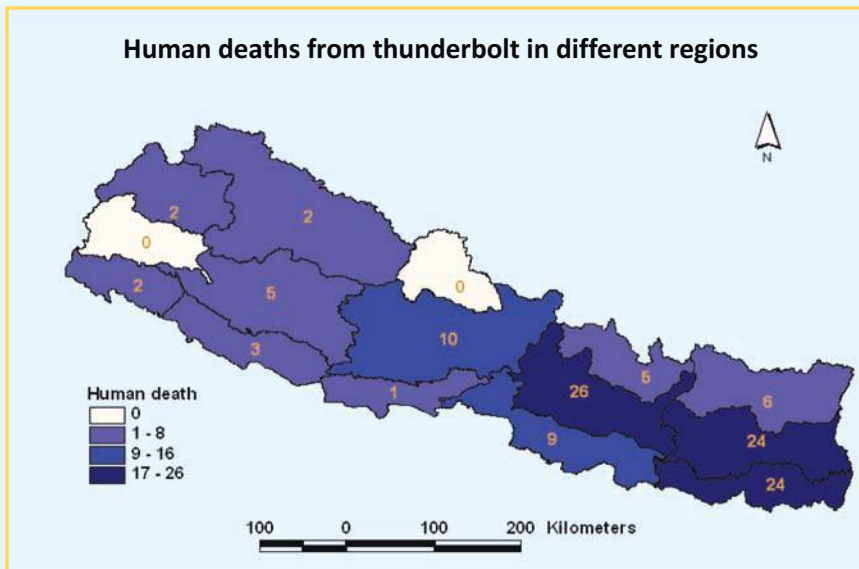 Human deaths from thunderbolt in different regions
N
2
2
0
2
5
0
3
10
1
26
5
6
9
24
24
Human death
0
1 - 8
9 - 16
17 - 26
100 0 100 200 Kilometers